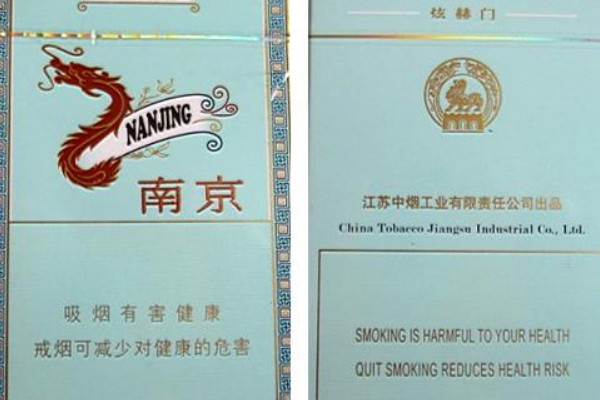 NANJING
南京
吸烟有害健康
戒烟可减少对健康的危害
炫赫门
江苏中烟工业有限责任公司出品
China Tobacco Jiangsu Industrial Co., Ltd.
SMOKING IS HARMFUL TO YOUR HEALTH
QUIT SMOKING REDUCES HEALTH RISK